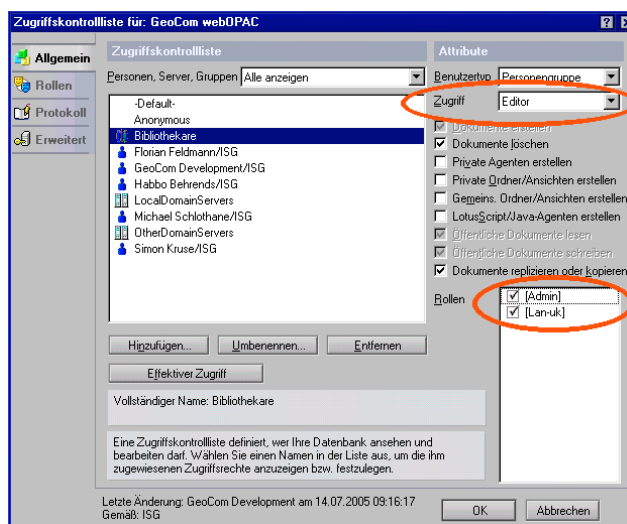 Zugriffskontrollliste für: GeoCom webOPAC
Allgemein
Rollen
Protokoll
Erweitert
Zugriffskontrollliste
Personen, Server, Gruppen Alle anzeigen
-Default-
Anonymous
Bibliothekare
Florian Feldmann/ISG
GeoCom Development/ISG
Habbo Behrends/ISG
LocalDomainServers
Michael Schlothane/ISG
OtherDomainServers
Simon Kruse/ISG
Hinzufügen... Umbenennen... Entfernen
Effektiver Zugriff
Vollständiger Name: Bibliothekare
Eine Zugriffskontrollliste definiert, wer Ihre Datenbank ansehen und
bearbeiten darf. Wählen Sie einen Namen in der Liste aus, um die ihm
zugewiesenen Zugriffsrechte anzuzeigen bzw. festzulegen.
Attribute
Benutzertyp Personengruppe
Zugriff Editor
Dokumente erstellen
Dokumente löschen
Private Agenten erstellen
Private Ordner/Ansichten erstellen
Gemeins. Ordner/Ansichten erstellen
LotusScript/Java-Agenten erstellen
Öffentliche Dokumente lesen
Öffentliche Dokumente schreiben
Dokumente replizieren oder kopieren
Rollen
[Admin]
[Lan-uk]
Letzte Änderung: GeoCom Development am 14.07.2005 09:16:17
Gemäß: ISG
OK Abbrechen